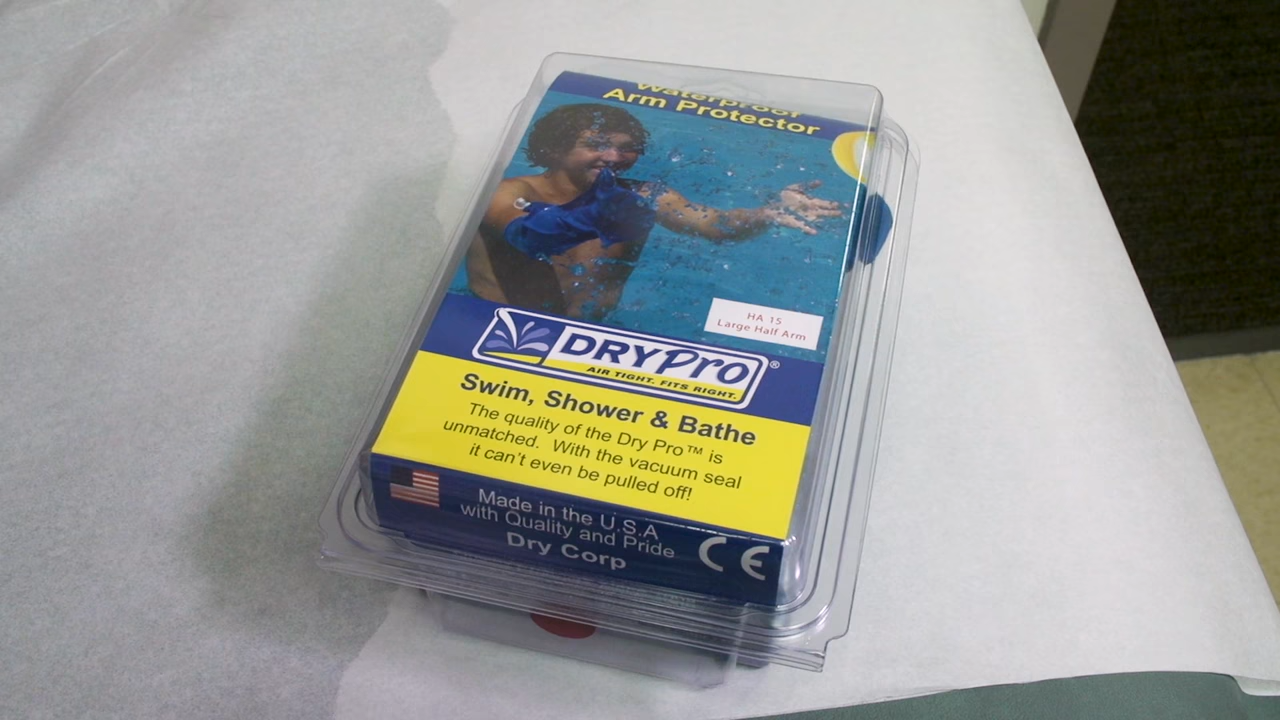 Waterproof
Arm Protector
HA 15
Large Half Arm
DRYPro®
AIR TIGHT. FITS RIGHT.
Swim, Shower & Bathe
The quality of the Dry Pro™ is
unmatched. With the vacuum seal
it can't even be pulled off!
Made in the U.S.A
with Quality and Pride
Dry Corp
CE